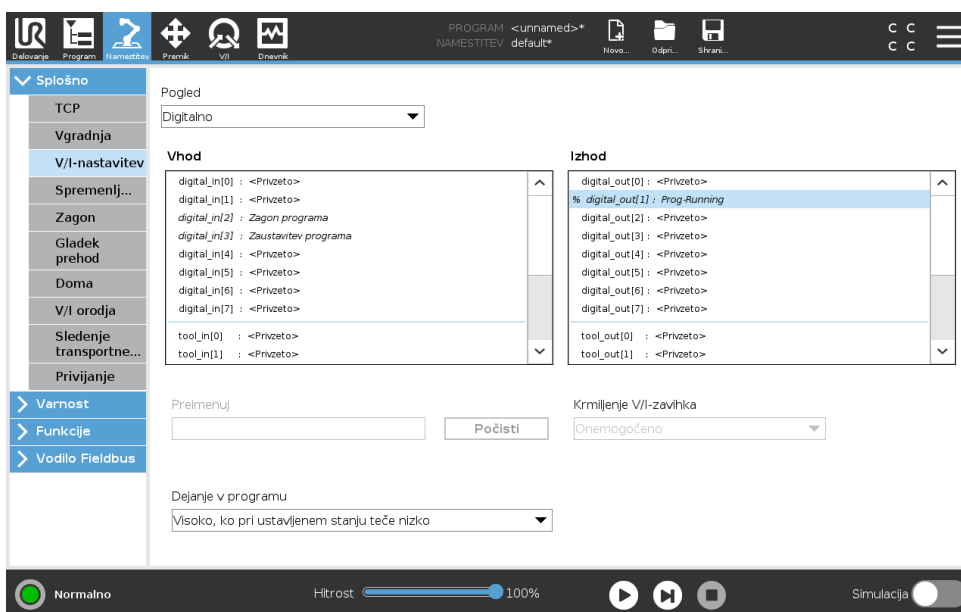 PROGRAM <unnamed>*
NAMESTITEV default*
Delovanje Program Namestitev Premik V/I Dnevnik Novo... Odpri... Shrani...
C C
C C
Splošno
TCP
Vgradnja
V/I-nastavitev
Spremenlj...
Zagon
Gladek
prehod
Doma
V/I orodja
Sledenje
transportne...
Privijanje
Varnost
Funkcije
Vodilo Fieldbus
Pogled
Digitalno
Vhod
digital_in[0] : <Privzeto>
digital_in[1] : <Privzeto>
digital_in[2] : Zagon programa
digital_in[3] : Zaustavitev programa
digital_in[4] : <Privzeto>
digital_in[5] : <Privzeto>
digital_in[6] : <Privzeto>
digital_in[7] : <Privzeto>
tool_in[0] : <Privzeto>
tool_in[1] : <Privzeto>
Izhod
digital_out[0] : <Privzeto>
% digital_out[1] : Prog-Running
digital_out[2] : <Privzeto>
digital_out[3] : <Privzeto>
digital_out[4] : <Privzeto>
digital_out[5] : <Privzeto>
digital_out[6] : <Privzeto>
digital_out[7] : <Privzeto>
tool_out[0] : <Privzeto>
tool_out[1] : <Privzeto>
Preimenuj
Počisti
Krmiljenje V/I-zavihka
Onemogočeno
Dejanje v programu
Visoko, ko pri ustavljenem stanju teče nizko
Normalno
Hitrost 100%
Simulacija